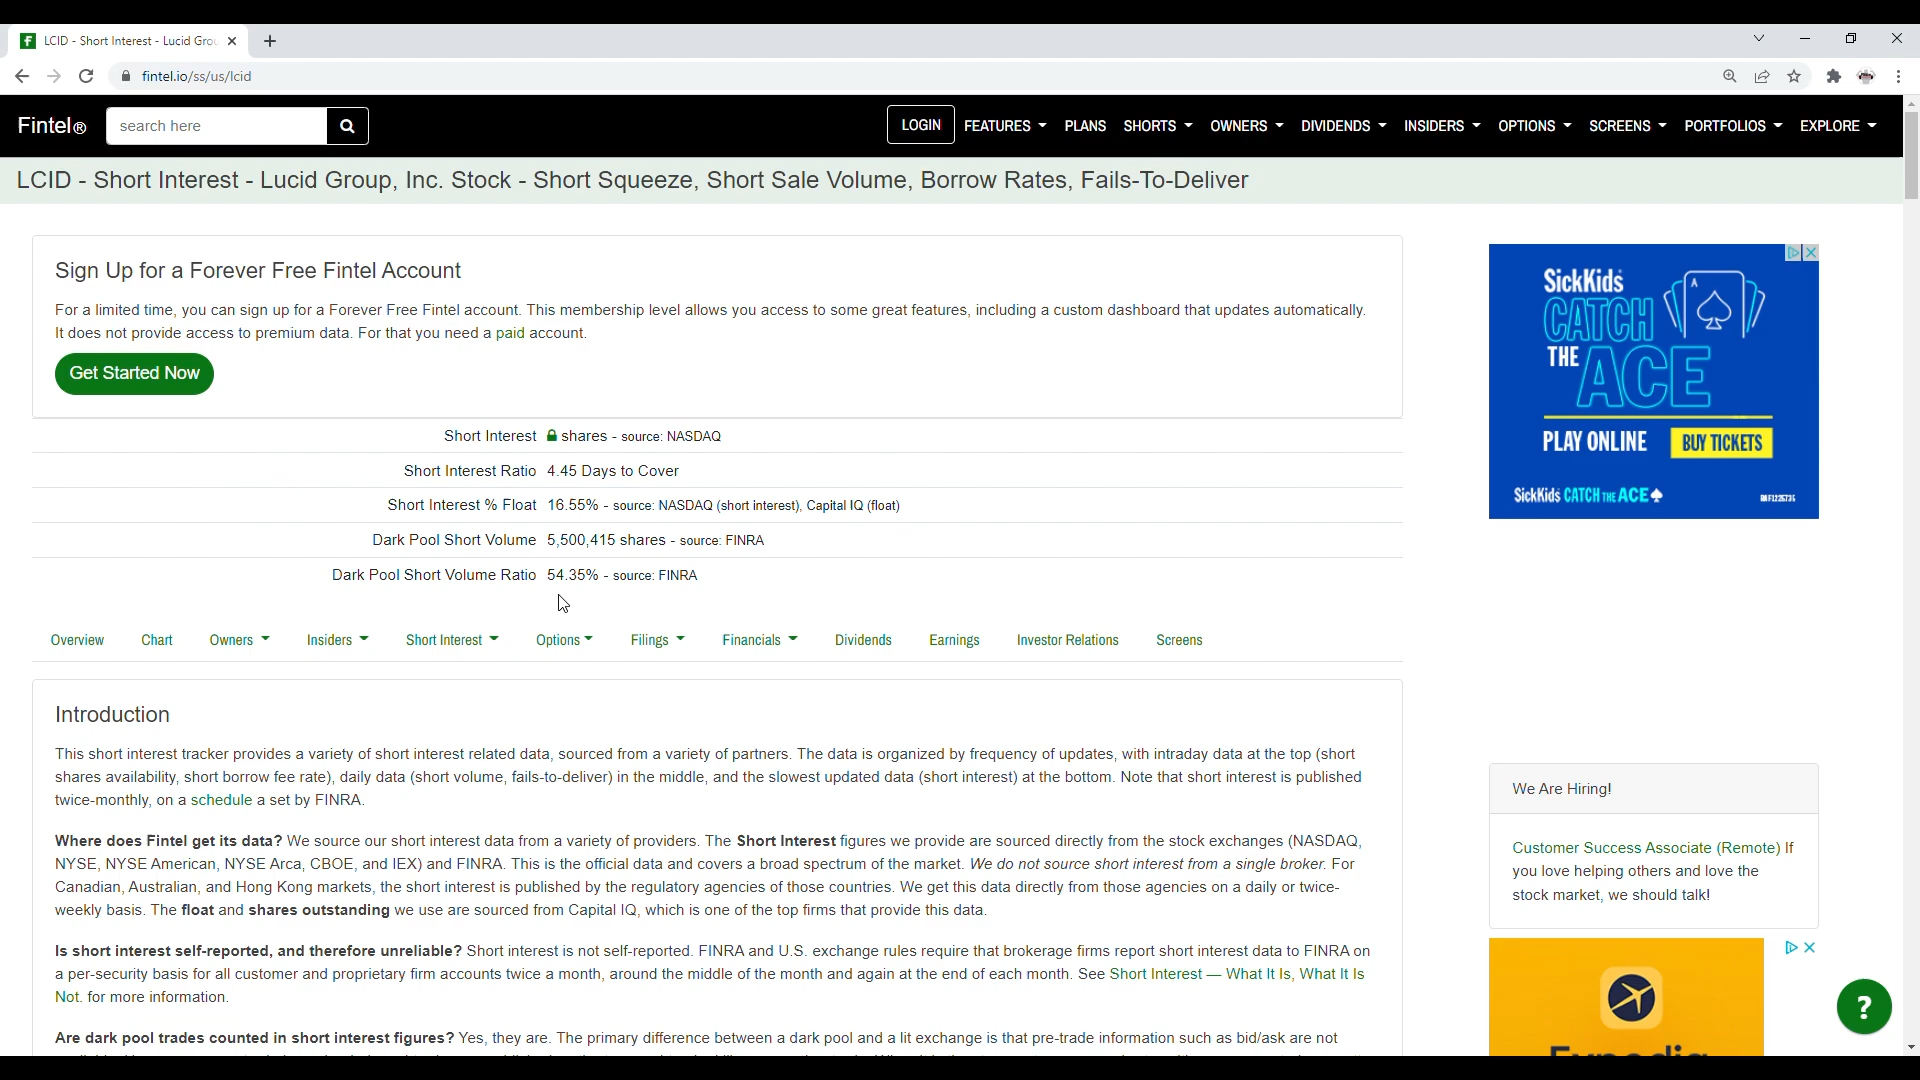 LCID - Short Interest - Lucid Grou
fintel.io/ss/us/lcid
Fintel®
search here
LOGIN
FEATURES
PLANS
SHORTS
OWNERS
DIVIDENDS
INSIDERS
OPTIONS
SCREENS
PORTFOLIOS
EXPLORE
LCID - Short Interest - Lucid Group, Inc. Stock - Short Squeeze, Short Sale Volume, Borrow Rates, Fails-To-Deliver
Sign Up for a Forever Free Fintel Account
For a limited time, you can sign up for a Forever Free Fintel account. This membership level allows you access to some great features, including a custom dashboard that updates automatically.
It does not provide access to premium data. For that you need a paid account.
Get Started Now
Short Interest shares - source: NASDAQ
Short Interest Ratio 4.45 Days to Cover
Short Interest % Float 16.55% - source: NASDAQ (short interest), Capital IQ (float)
Dark Pool Short Volume 5,500,415 shares - source: FINRA
Dark Pool Short Volume Ratio 54.35% - source: FINRA
Overview
Chart
Owners
Insiders
Short Interest
Options
Filings
Financials
Dividends
Earnings
Investor Relations
Screens
Introduction
This short interest tracker provides a variety of short interest related data, sourced from a variety of partners. The data is organized by frequency of updates, with intraday data at the top (short
shares availability, short borrow fee rate), daily data (short volume, fails-to-deliver) in the middle, and the slowest updated data (short interest) at the bottom. Note that short interest is published
twice-monthly, on a schedule a set by FINRA.
Where does Fintel get its data? We source our short interest data from a variety of providers. The Short Interest figures we provide are sourced directly from the stock exchanges (NASDAQ,
NYSE, NYSE American, NYSE Arca, CBOE, and IEX) and FINRA. This is the official data and covers a broad spectrum of the market. We do not source short interest from a single broker. For
Canadian, Australian, and Hong Kong markets, the short interest is published by the regulatory agencies of those countries. We get this data directly from those agencies on a daily or twice-
weekly basis. The float and shares outstanding we use are sourced from Capital IQ, which is one of the top firms that provide this data.
Is short interest self-reported, and therefore unreliable? Short interest is not self-reported. FINRA and U.S. exchange rules require that brokerage firms report short interest data to FINRA on
a per-security basis for all customer and proprietary firm accounts twice a month, around the middle of the month and again at the end of each month. See Short Interest — What It Is, What It Is
Not. for more information.
Are dark pool trades counted in short interest figures? Yes, they are. The primary difference between a dark pool and a lit exchange is that pre-trade information such as bid/ask are not
SickKids
CATCH
THE
ACE
A
PLAY ONLINE
BUY TICKETS
SickKids CATCH THE ACE
We Are Hiring!
Customer Success Associate (Remote) If
you love helping others and love the
stock market, we should talk!
?